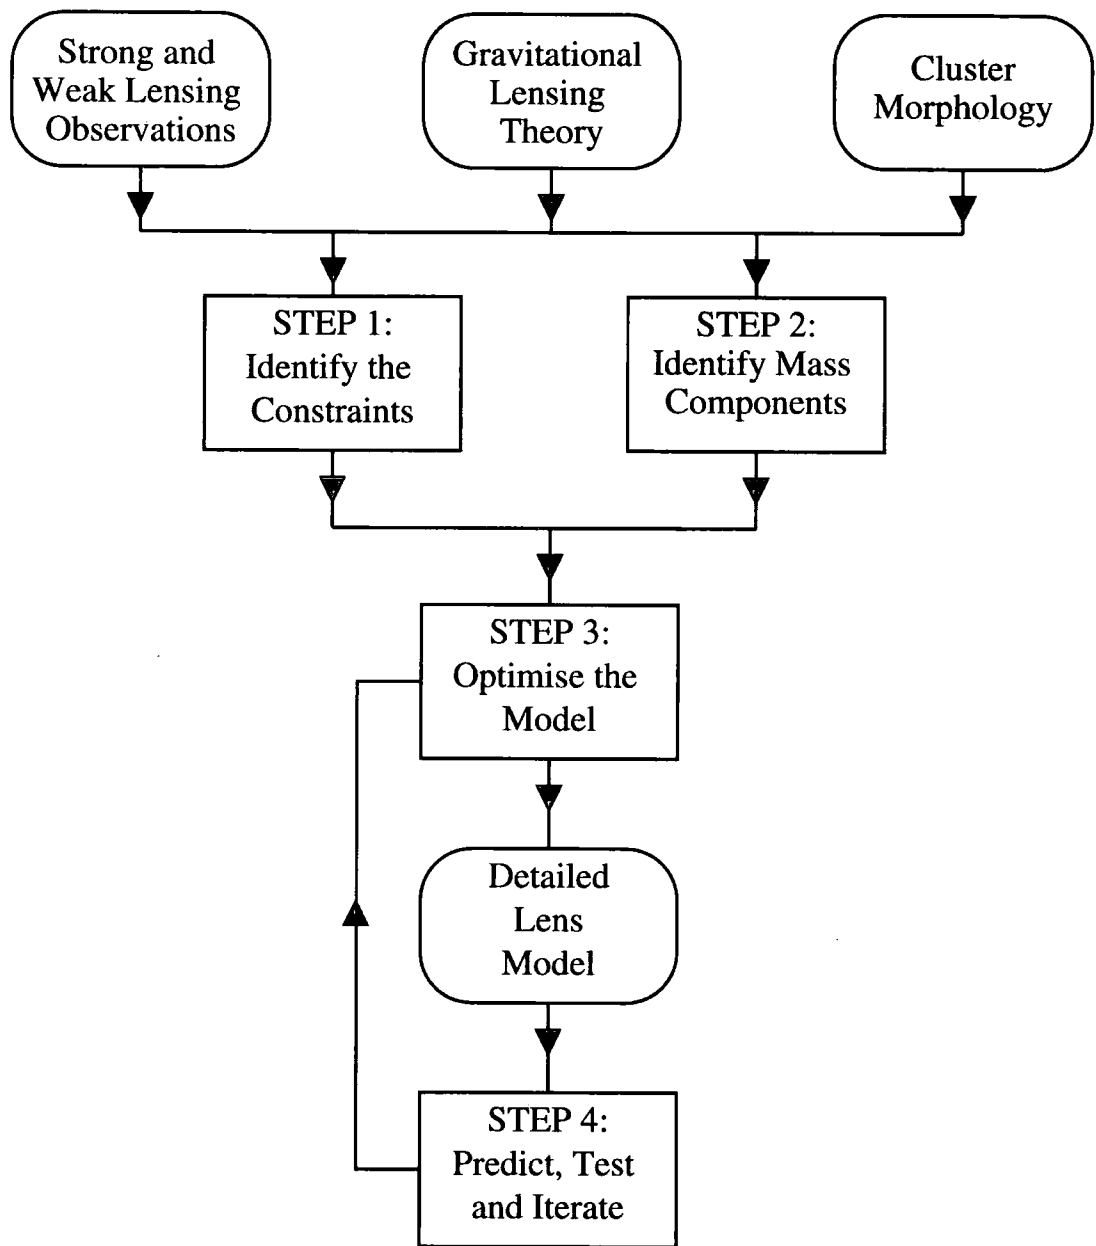 Strong and
Weak Lensing
Observations
Gravitational
Lensing
Theory
Cluster
Morphology
STEP 1:
Identify the
Constraints
STEP 2:
Identify Mass
Components
STEP 3:
Optimise the
Model
Detailed
Lens
Model
STEP 4:
Predict, Test
and Iterate